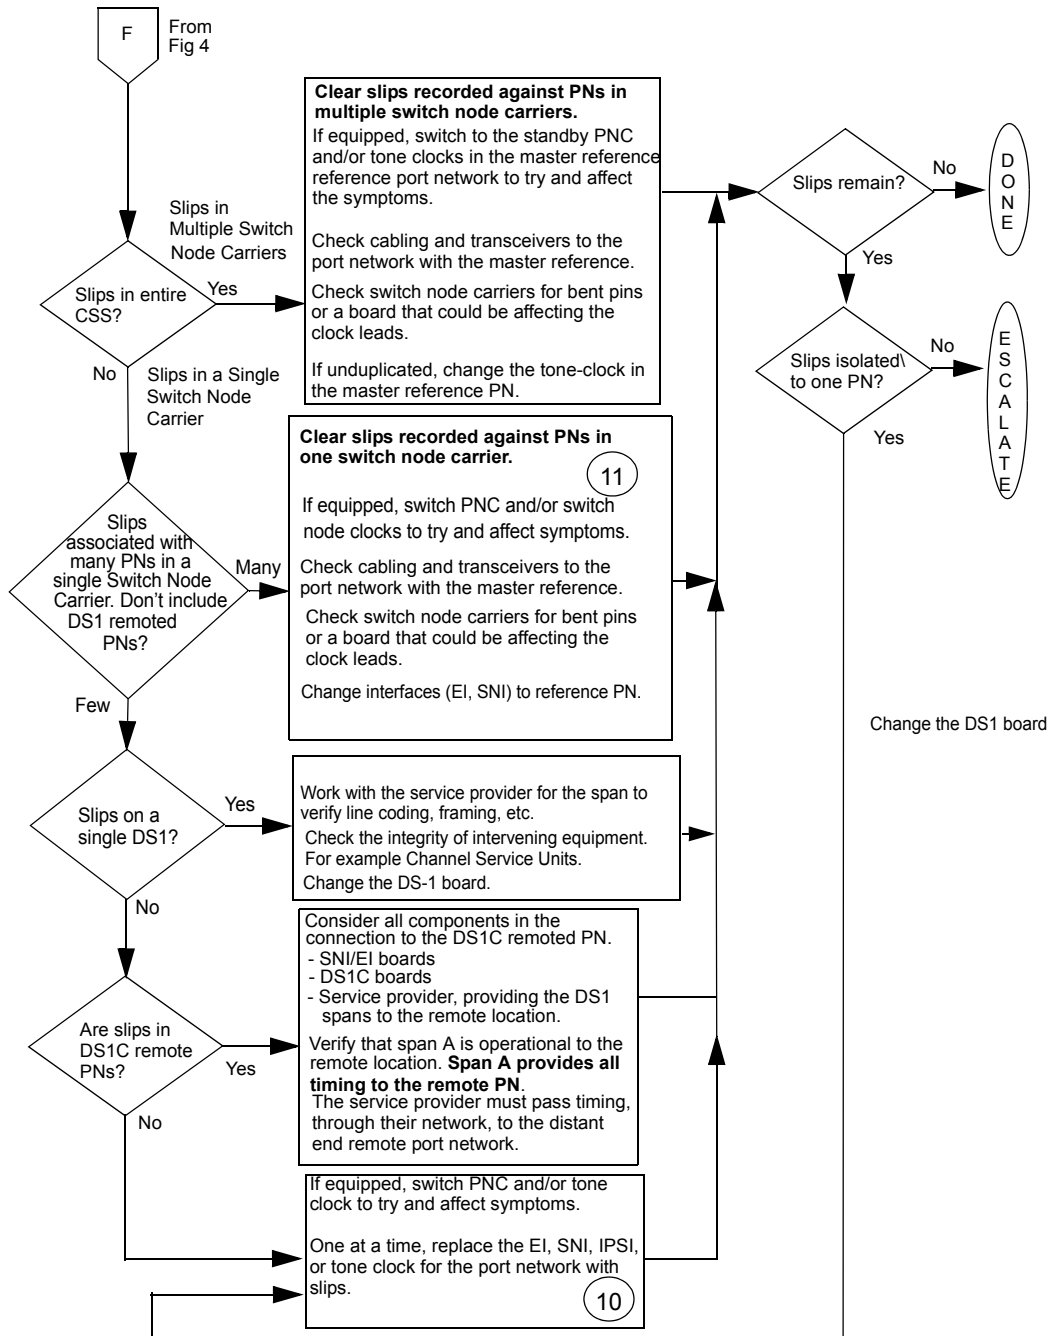 F
From
Fig 4
Slips in
Multiple Switch
Node Carriers
Slips in entire
CSS?
Yes
No
Clear slips recorded against PNs in
multiple switch node carriers.
If equipped, switch to the standby PNC
and/or tone clocks in the master reference
reference port network to try and affect
the symptoms.
Check cabling and transceivers to the
port network with the master reference.
Check switch node carriers for bent pins
or a board that could be affecting the
clock leads.
If unduplicated, change the tone-clock in
the master reference PN.
Slips in a Single
Switch Node
Carrier
Slips
associated with
many PNs in a
single Switch Node
Carrier. Don't include
DS1 remoted
PNs?
Many
Few
Clear slips recorded against PNs in
one switch node carrier.
11
If equipped, switch PNC and/or switch
node clocks to try and affect symptoms.
Check cabling and transceivers to the
port network with the master reference.
Check switch node carriers for bent pins
or a board that could be affecting the
clock leads.
Change interfaces (EI, SNI) to reference PN.
Slips on a
single DS1?
Yes
No
Work with the service provider for the span to
verify line coding, framing, etc.
Check the integrity of intervening equipment.
For example Channel Service Units.
Change the DS-1 board.
Are slips in
DS1C remote
PNs?
Yes
No
Consider all components in the
connection to the DS1C remoted PN.
- SNI/EI boards
- DS1C boards
- Service provider, providing the DS1
spans to the remote location.
Verify that span A is operational to the
remote location. Span A provides all
timing to the remote PN.
The service provider must pass timing,
through their network, to the distant
end remote port network.
If equipped, switch PNC and/or tone
clock to try and affect symptoms.
One at a time, replace the EI, SNI, IPSI,
or tone clock for the port network with
slips.
10
Slips remain?
No
DONE
Yes
Slips isolated\
to one PN?
No
ESCALATE
Yes
Change the DS1 board